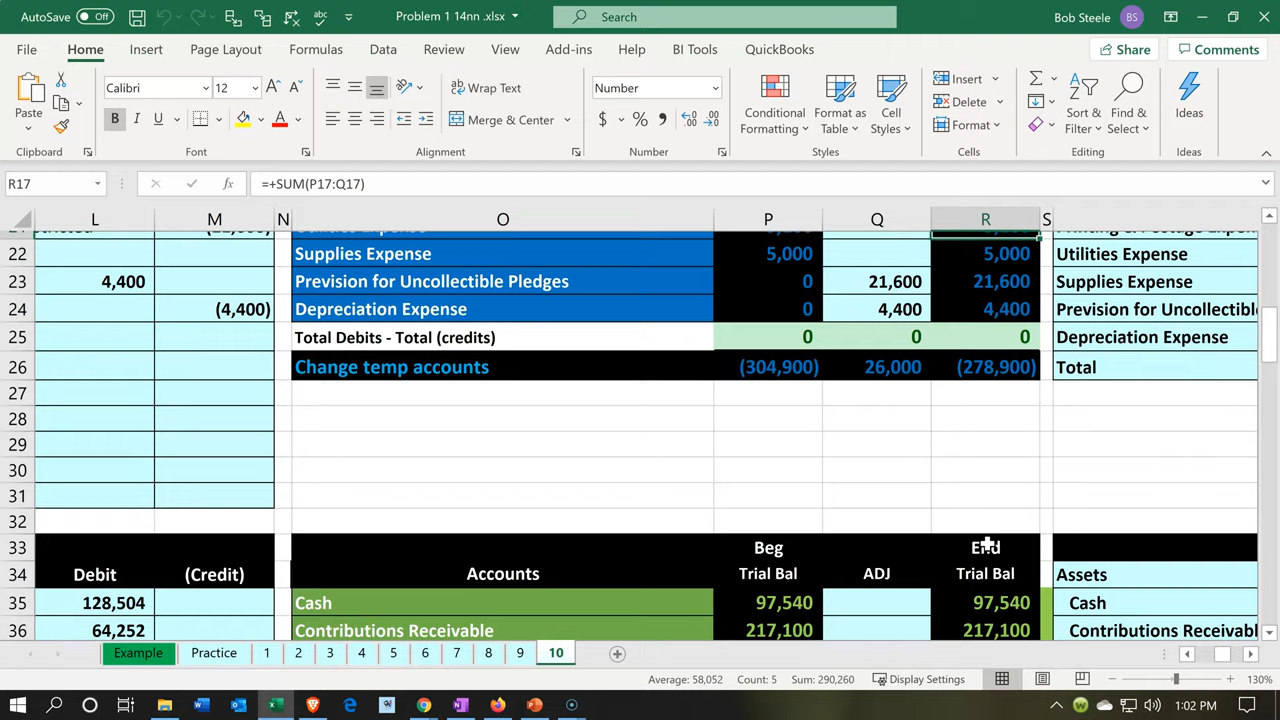 AutoSave Off Problem 1 14nn .xlsx Search Bob Steele BS
File Home Insert Page Layout Formulas Data Review View Add-ins Help BI Tools QuickBooks Share Comments
Paste Calibri 12 Wrap Text Number Conditional Formatting Format as Table Cell Styles Insert Sort & Filter Find & Select Ideas
B I U Merge & Center $ % Delete
Format
Clipboard Font Alignment Number Styles Cells Editing Ideas
R17 fx =+SUM(P17:Q17)
L M N O P Q R S
22 Supplies Expense 5,000 5,000 Utilities Expense
23 4,400 Provision for Uncollectible Pledges 0 21,600 21,600 Supplies Expense
24 (4,400) Depreciation Expense 0 4,400 4,400 Provision for Uncollectible
25 Total Debits - Total (credits) 0 0 0 Depreciation Expense
26 Change temp accounts (304,900) 26,000 (278,900) Total
27
28
29
30
31
32
33 Beg End
34 Debit (Credit) Accounts Trial Bal ADJ Trial Bal Assets
35 128,504 Cash 97,540 97,540 Cash
36 64,252 Contributions Receivable 217,100 217,100 Contributions Receivabl
Example Practice 1 2 3 4 5 6 7 8 9 10
Average: 58,052 Count: 5 Sum: 290,260 Display Settings 130%
1:02 PM